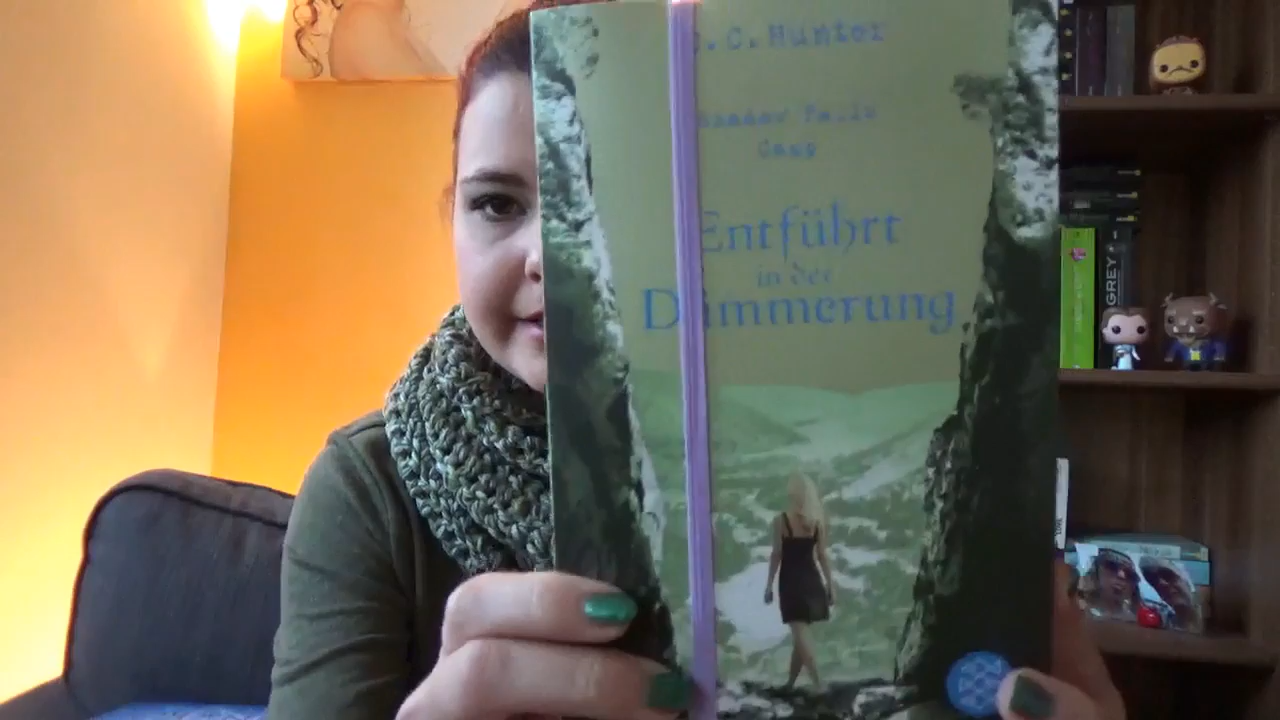 C. Hunter
Shadow Falls
Camp
Entführt
in der
Dämmerung
GREY